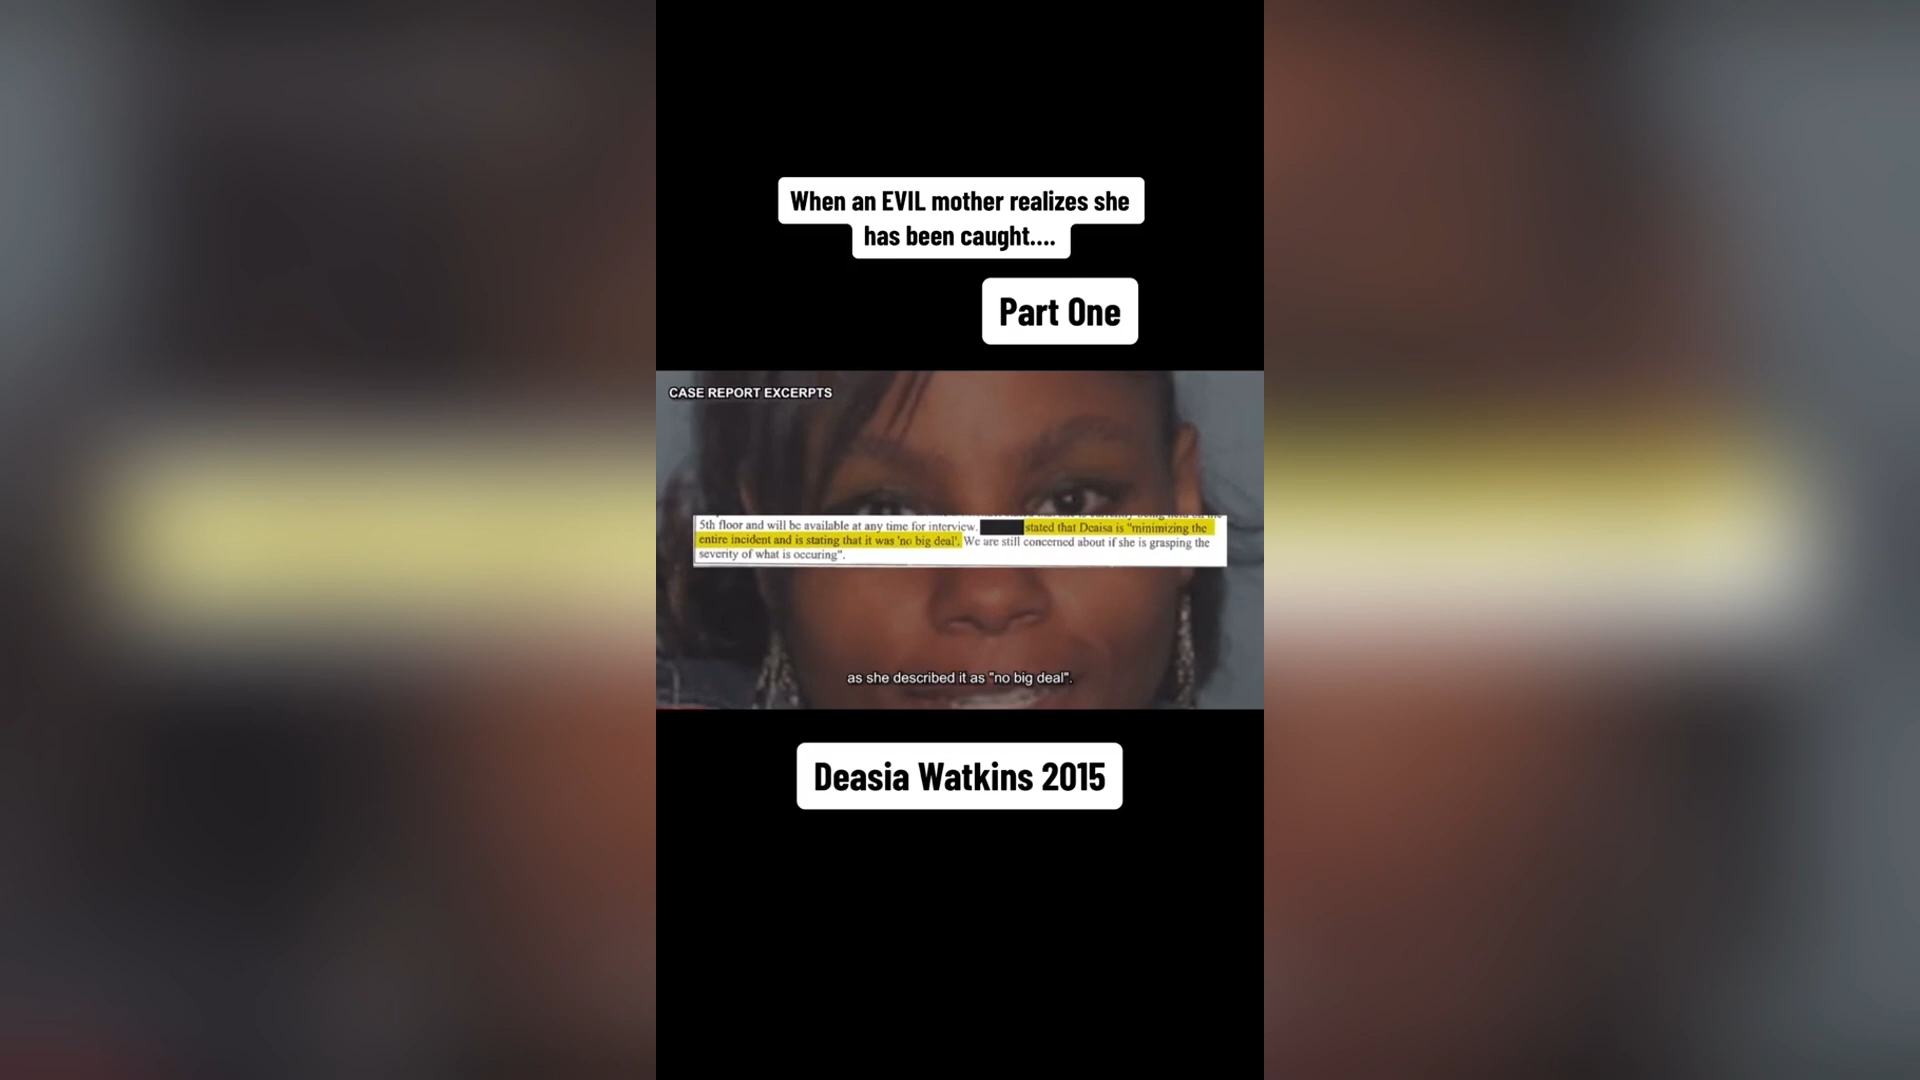 When an EVIL mother realizes she
has been caught....
Part One
CASE REPORT EXCERPTS
5th floor and will be available at any time for interview. stated that Deaisa is "minimizing the
entire incident and is stating that it was 'no big deal'. We are still concerned about if she is grasping the
severity of what is occuring".
as she described it as "no big deal".
Deasia Watkins 2015